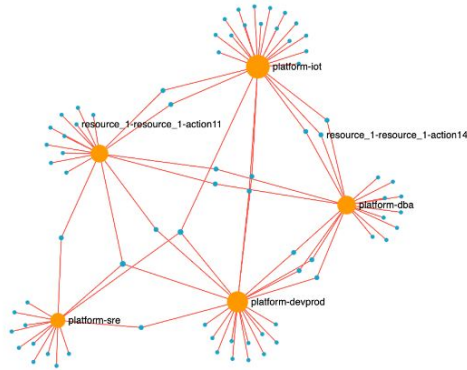 platform-iot
resource_1-resource_1-action11
resource_1-resource_1-action14
platform-dba
platform-devprod
platform-sre